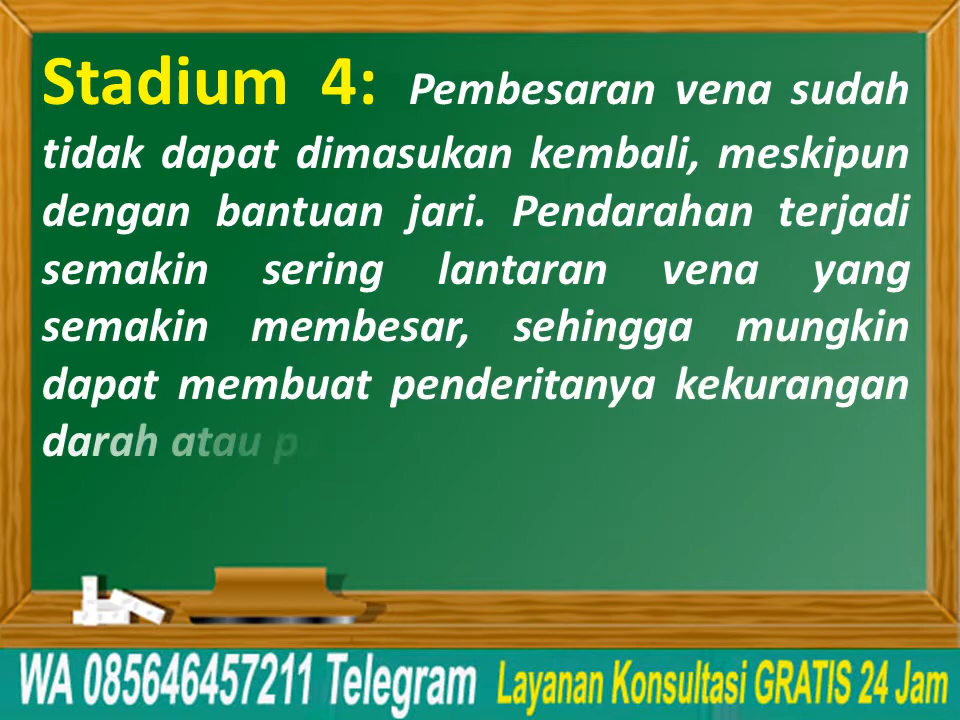 Stadium 4: Pembesaran vena sudah
tidak dapat dimasukan kembali, meskipun
dengan bantuan jari. Pendarahan terjadi
semakin sering lantaran vena yang
semakin membesar, sehingga mungkin
dapat membuat penderitanya kekurangan
darah atau
WA 085646457211 Telegram Layanan Konsultasi GRATIS 24 Jam